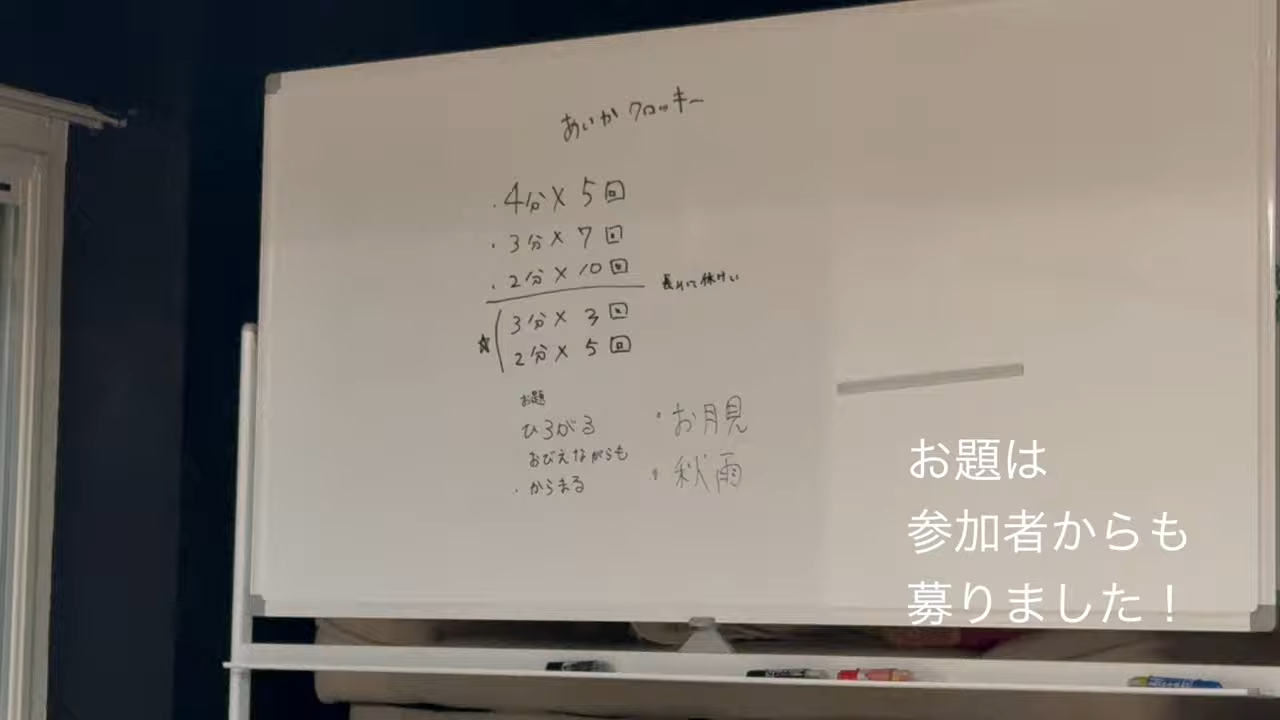 あいか クロッキー
・4分×5回
・3分×7回
・2分×10回
長めに休けい
☆ 3分×3回
2分×5回
お題
ひろがる
おびえながらも
・からまる
・お月見
・秋雨
お題は
参加者からも
募りました！